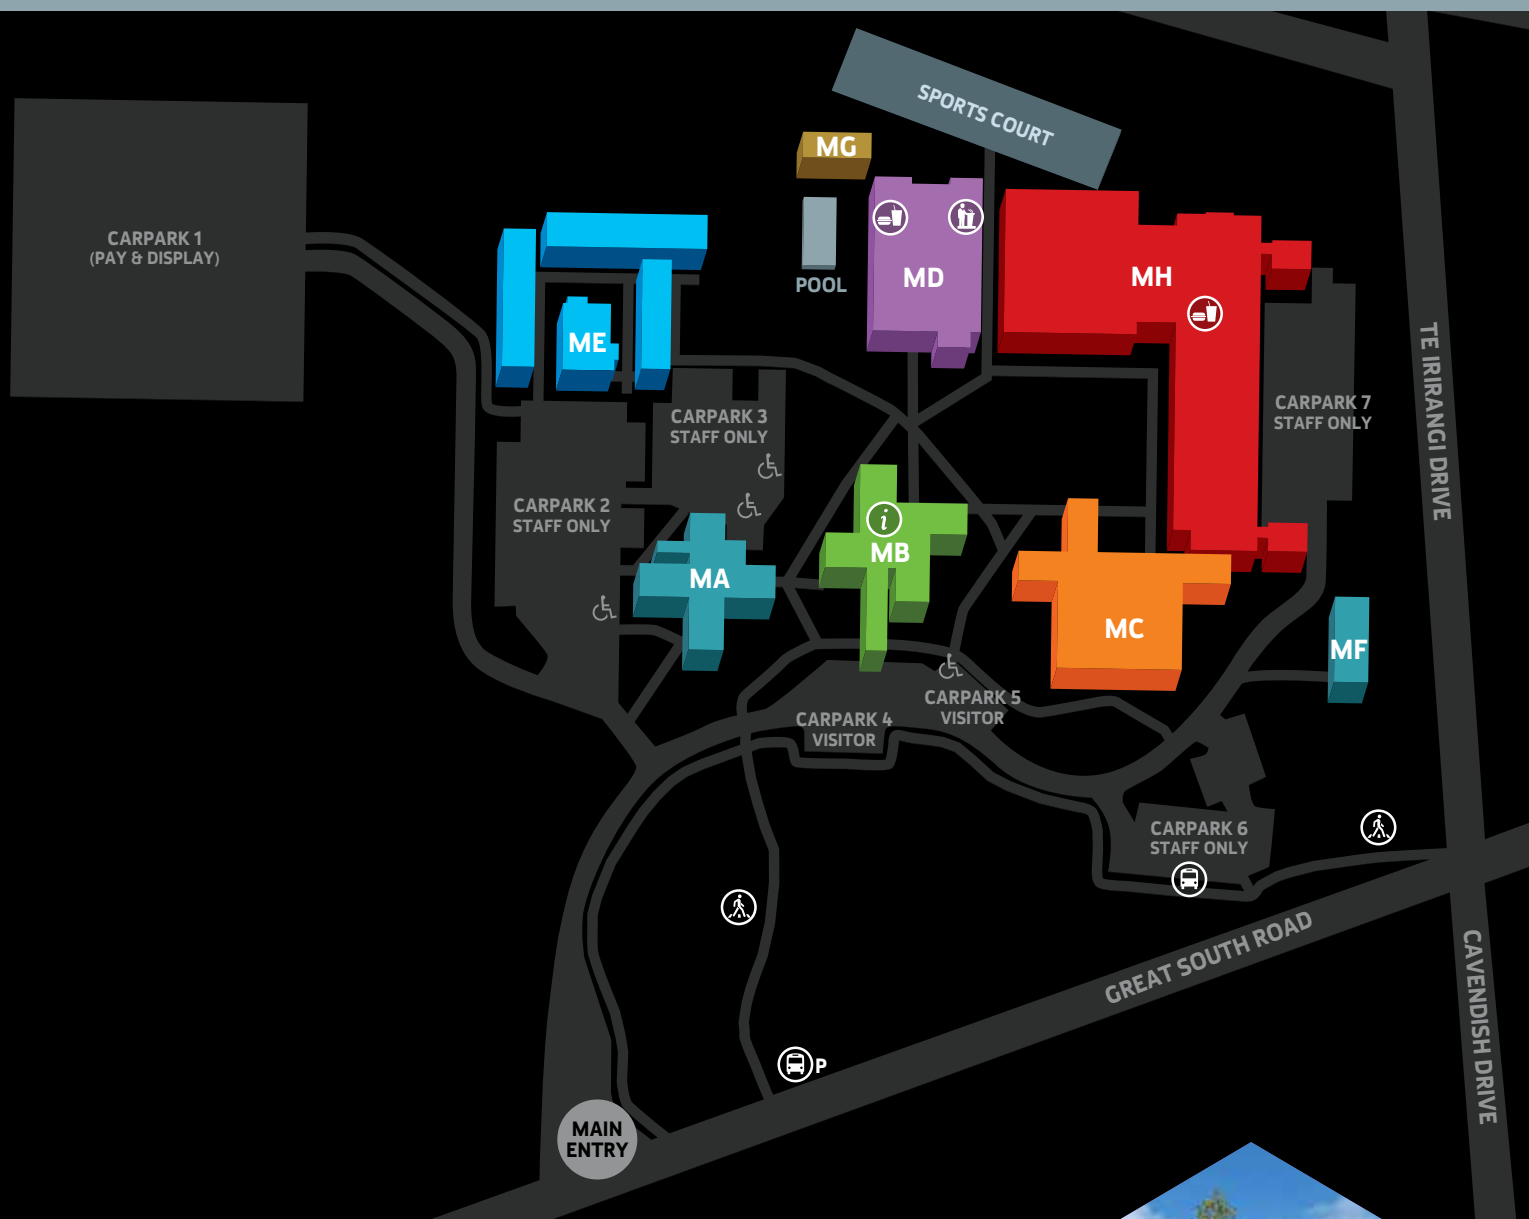 SPORTS COURT
MG
CARPARK 1
(PAY & DISPLAY)
POOL
MD
MH
ME
TE IRIRANGI DRIVE
CARPARK 3
STAFF ONLY
CARPARK 7
STAFF ONLY
CARPARK 2
STAFF ONLY
i
MB
MA
MC
MF
CARPARK 5
VISITOR
CARPARK 4
VISITOR
CARPARK 6
STAFF ONLY
GREAT SOUTH ROAD
CAVENDISH DRIVE
P
MAIN
ENTRY